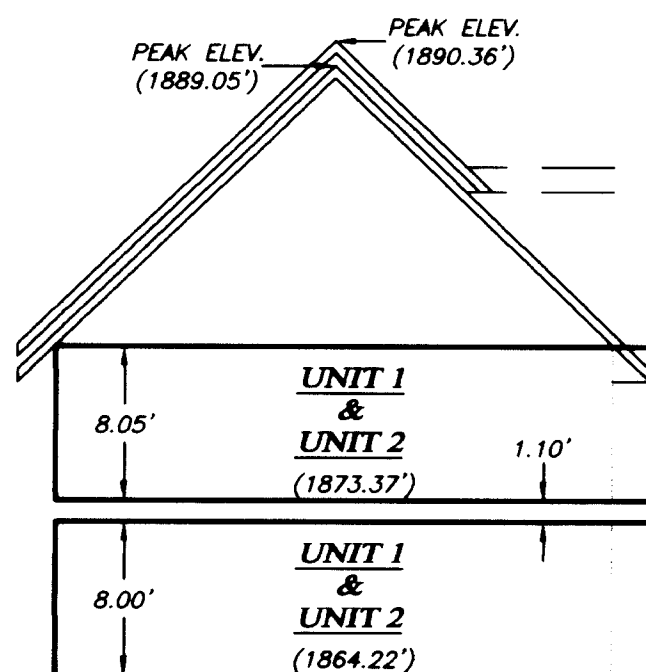 PEAK ELEV.
(1890.36')
PEAK ELEV.
(1889.05')
UNIT 1
&
UNIT 2
(1873.37')
8.05'
1.10'
UNIT 1
&
UNIT 2
(1864.22')
8.00'